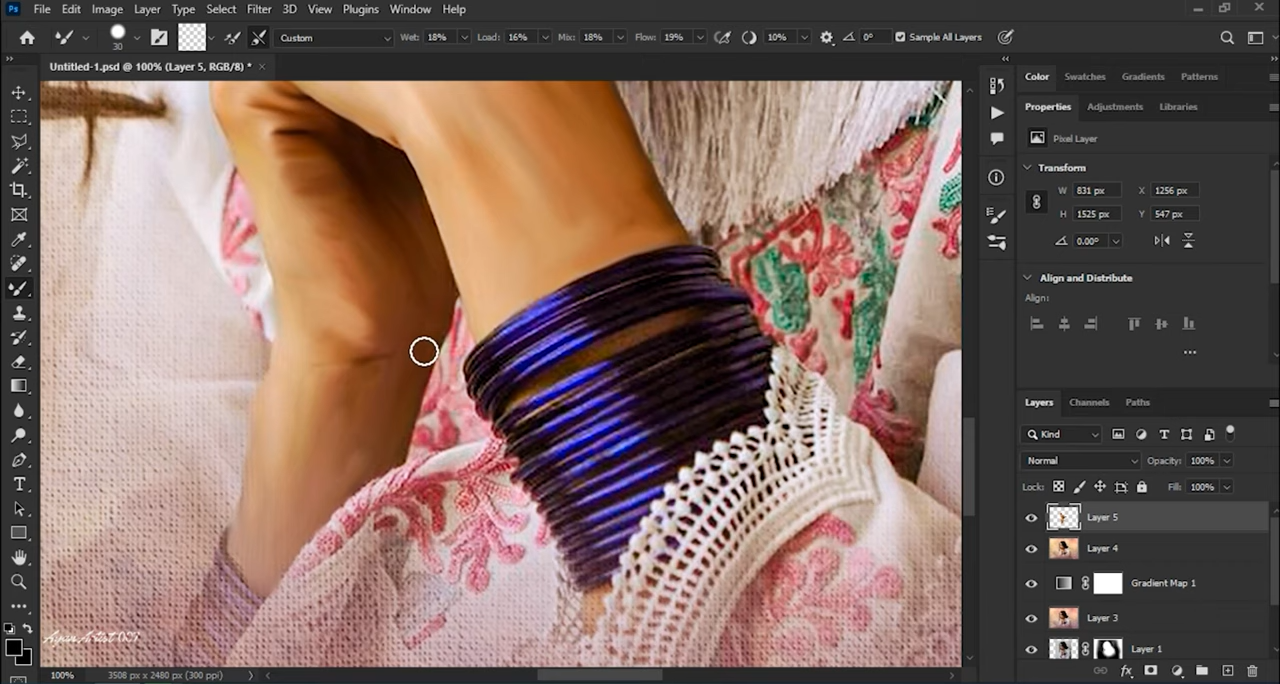 Ps File Edit Image Layer Type Select Filter 3D View Plugins Window Help
30 Custom Wet: 18% Load: 16% Mix: 18% Flow: 19% 10% 0° Sample All Layers
Untitled-1.psd @ 100% (Layer 5, RGB/8) *
Color Swatches Gradients Patterns
Properties Adjustments Libraries
Pixel Layer
Transform
W 831 px X 1256 px
H 1525 px Y 547 px
0.00°
Align and Distribute
Align:
Layers Channels Paths
Kind
Normal Opacity: 100%
Lock: Fill: 100%
Layer 5
Layer 4
Gradient Map 1
Layer 3
Layer 1
100% 3508 px x 2480 px (300 ppi)